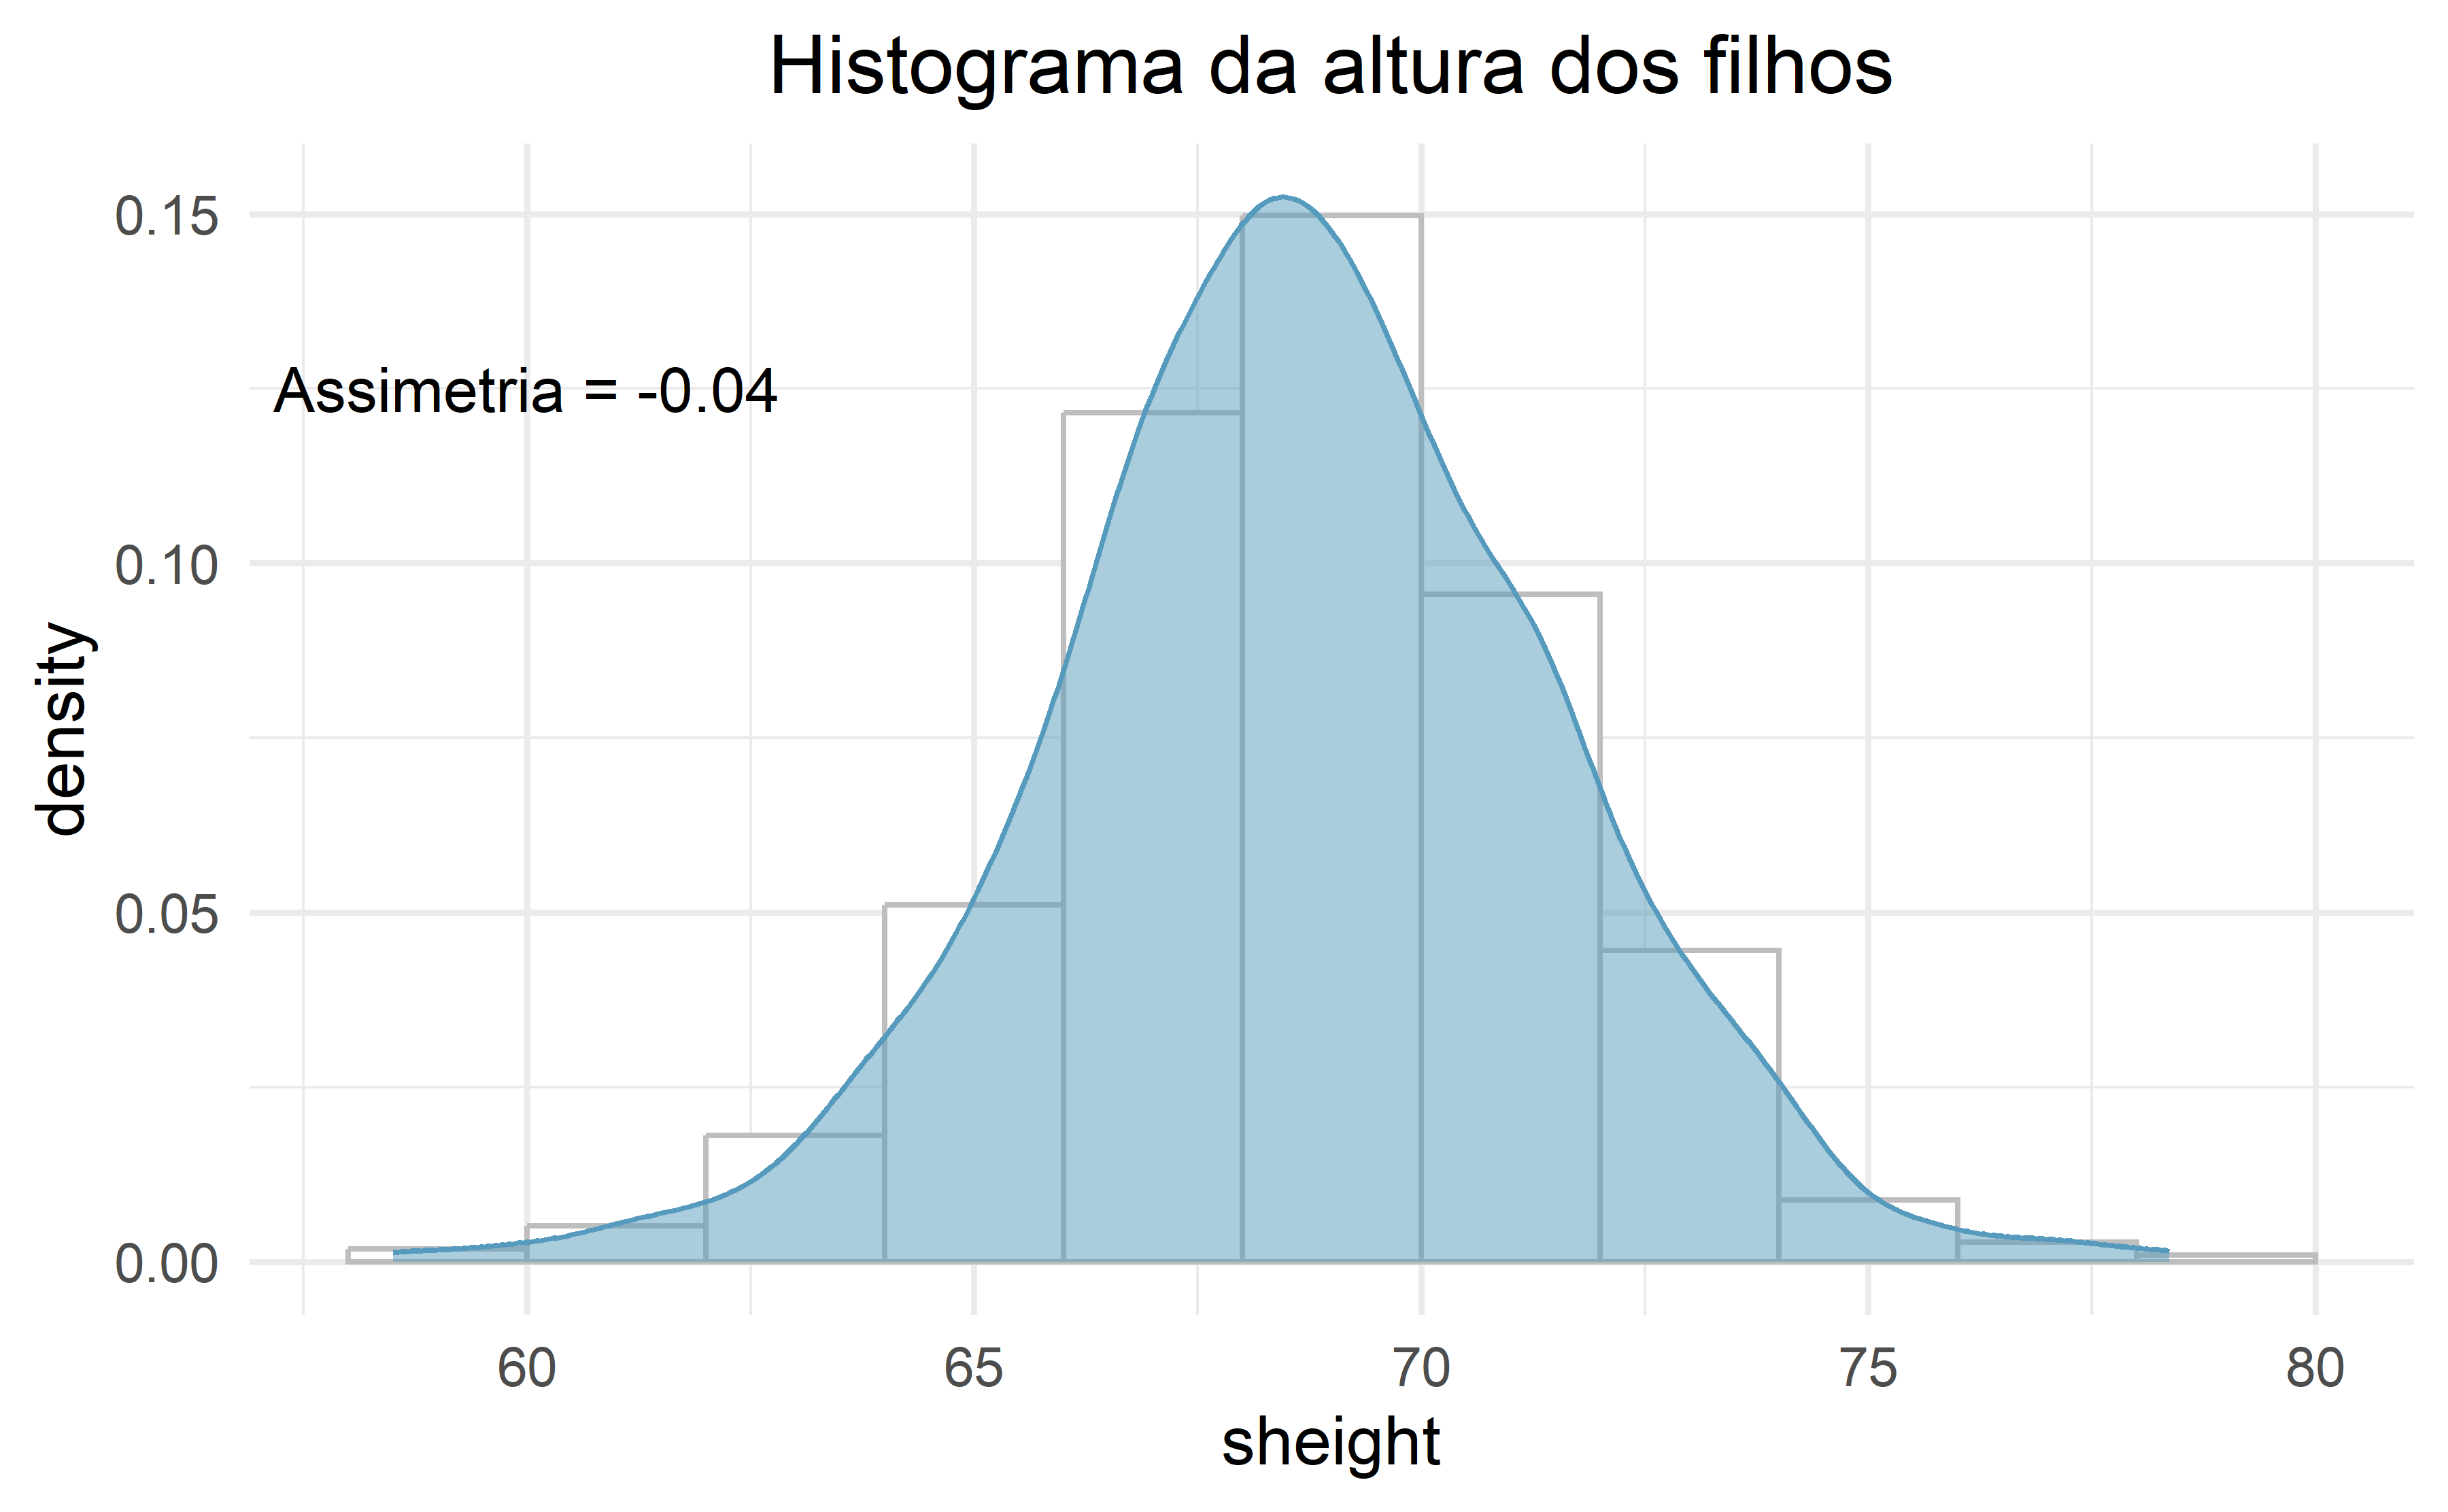 Histograma da altura dos filhos
0.15
Assimetria = -0.04
0.10
density
0.05
0.00
60 65 70 75 80
sheight